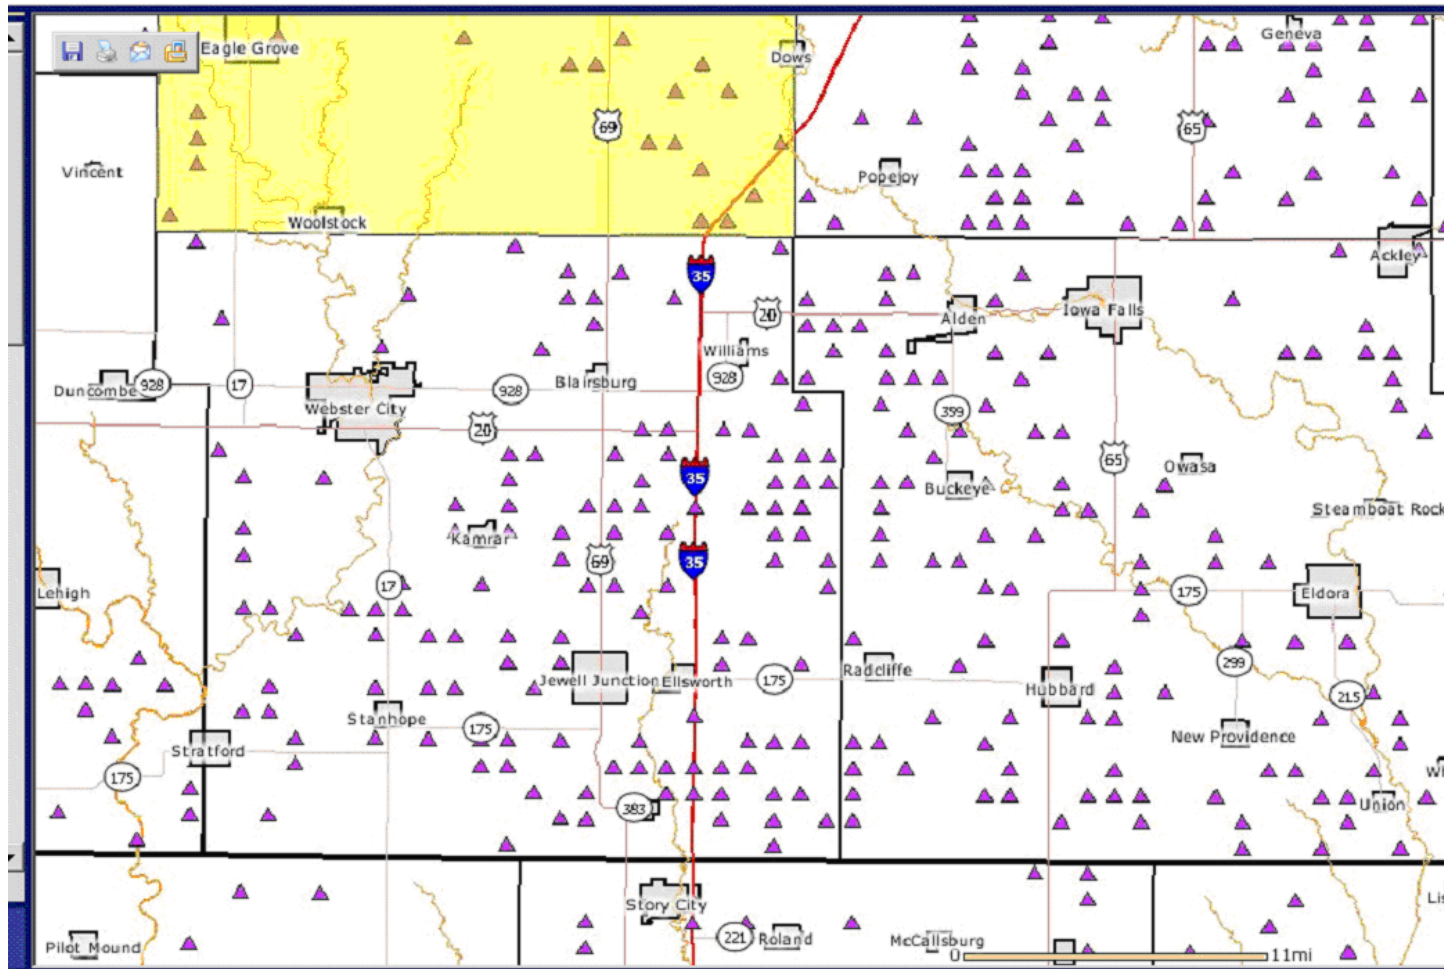 Eagle Grove
Geneva
Dows
69
65
Vincent
Popejoy
Woolstock
Ackley
35
20
Alden
Iowa Falls
Williams
Duncombe
928
17
928
Blairsburg
928
Webster City
399
20
65
Owasa
35
Buckeye
Steamboat Rock
Kamrar
69
35
17
Lehigh
175
Eldora
299
Jewell Junction
Ellsworth
175
Radcliffe
Hubbard
215
Stanhope
175
New Providence
Stratford
175
383
Union
Story City
221
Roland
McCallsburg
Pilot Mound
0
11mi